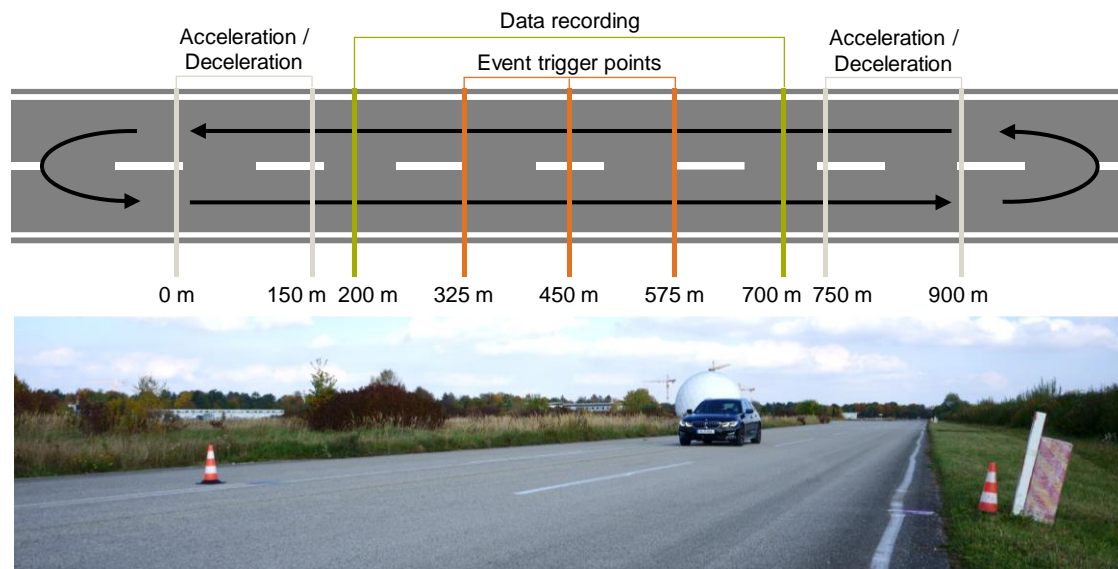 Data recording
Acceleration /
Deceleration
Event trigger points
Acceleration /
Deceleration
0 m
150 m
200 m
325 m
450 m
575 m
700 m
750 m
900 m